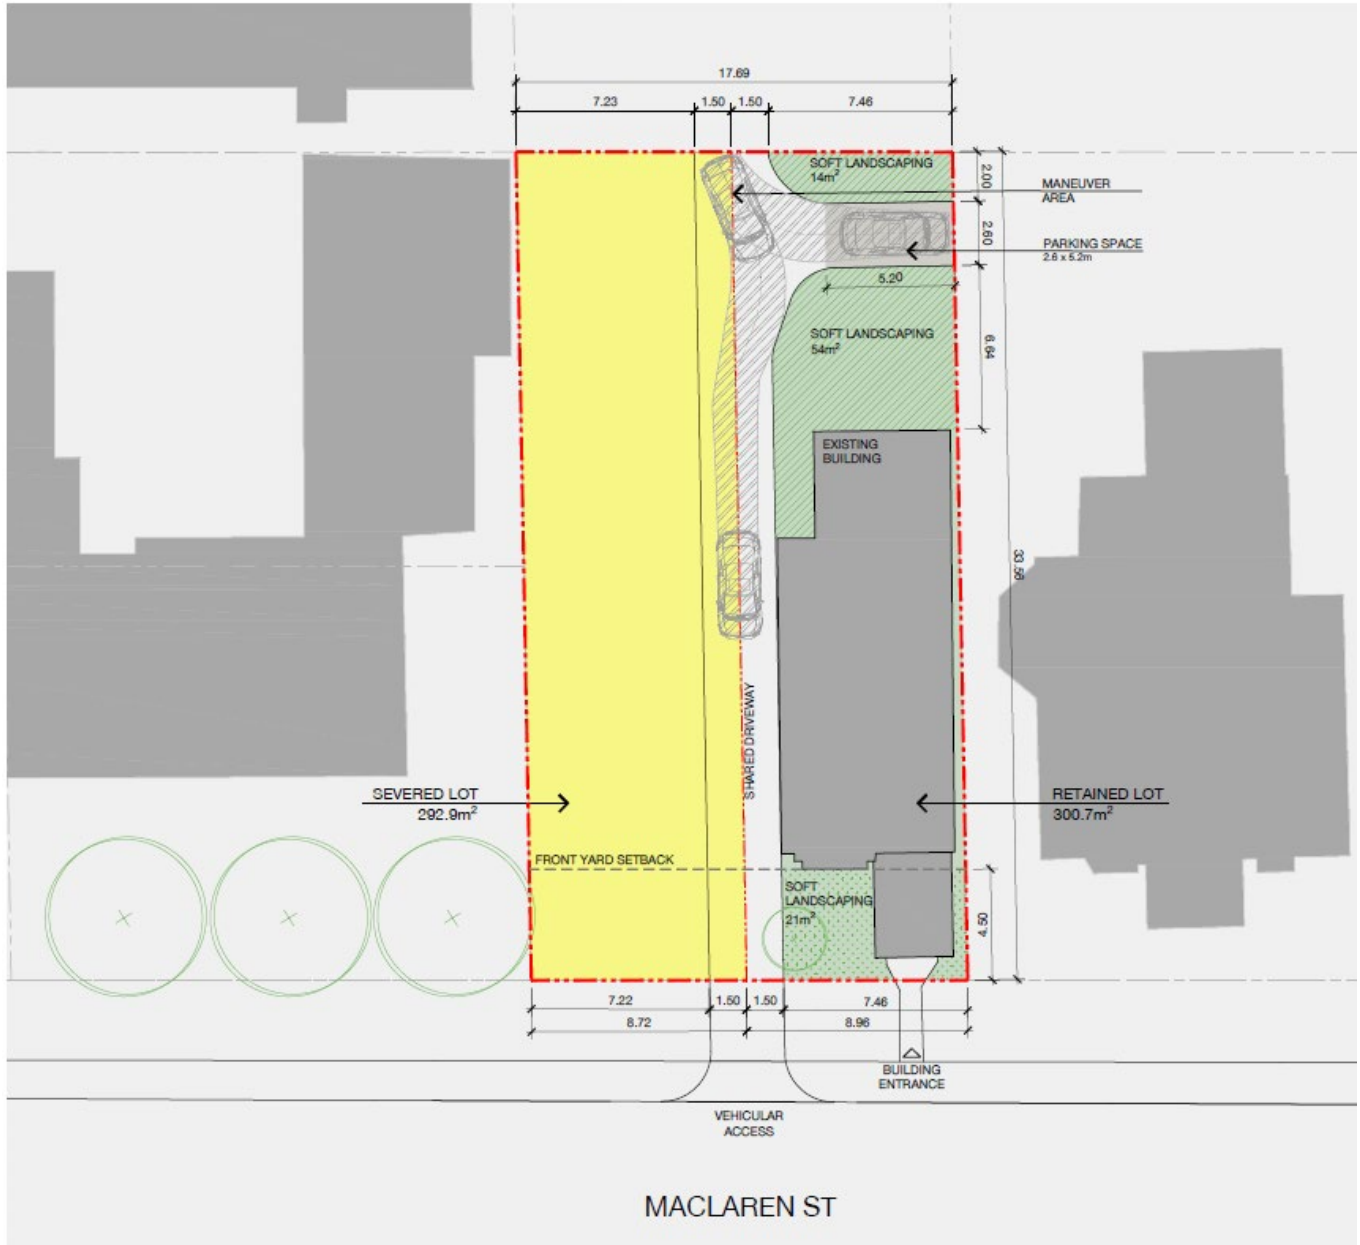 17.69
7.23
1.50
1.50
7.46
SOFT LANDSCAPING
14m²
2.00
MANEUVER
AREA
2.60
PARKING SPACE
2.6 x 5.2m
5.20
SOFT LANDSCAPING
54m²
6.64
EXISTING
BUILDING
33.56
SHARED DRIVEWAY
SEVERED LOT
292.9m²
RETAINED LOT
300.7m²
FRONT YARD SETBACK
SOFT
LANDSCAPING
21m²
4.50
7.22
1.50
1.50
7.46
8.72
8.96
BUILDING
ENTRANCE
VEHICULAR
ACCESS
MACLAREN ST